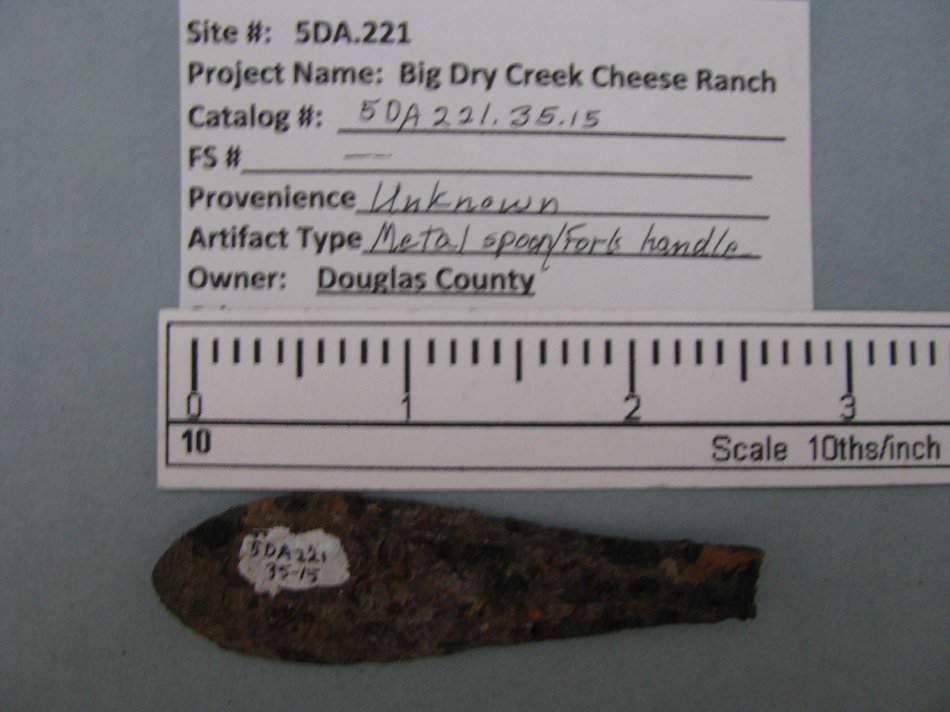 Site #: 5DA.221
Project Name: Big Dry Creek Cheese Ranch
Catalog #: 5DA221.35.15
FS # —
Provenience Unknown
Artifact Type Metal spoon/fork handle
Owner: Douglas County
0 1 2 3
10 Scale 10ths/inch
5DA221
35-15